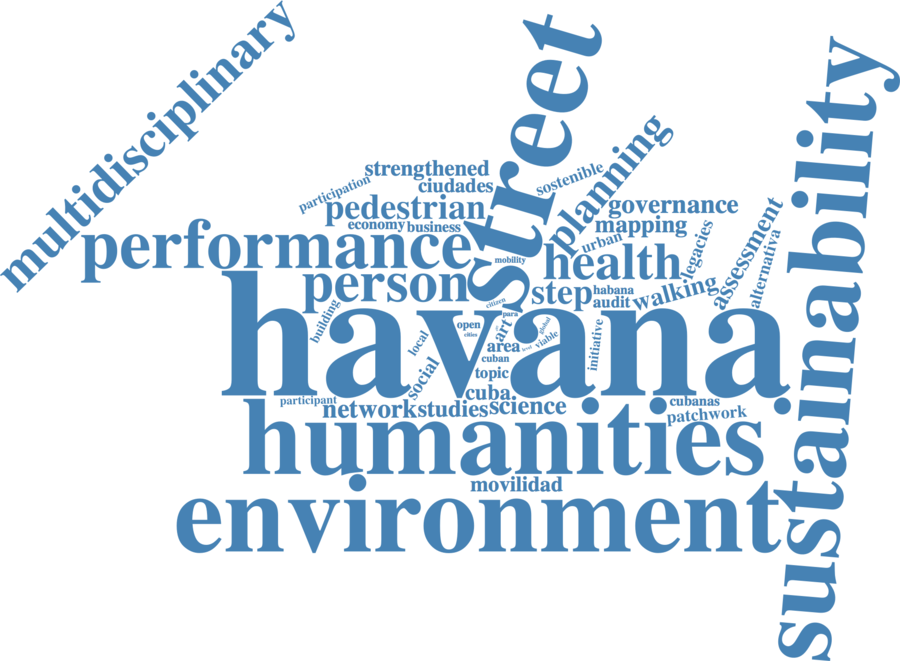 multidisciplinary
street
sustainability
strengthened
participation
ciudades
sostenible
planning
pedestrian
economy
business
governance
mapping
urban
legacies
assessment
alternativa
performance
mobility
health
person
step
habana
audit
walking
citizen
para
building
havana
open
cities
art
global
viable
initiative
local
area
level
cuban
social
topic
cuba
participant
network
studies
science
cubanas
patchwork
humanities
movilidad
environment